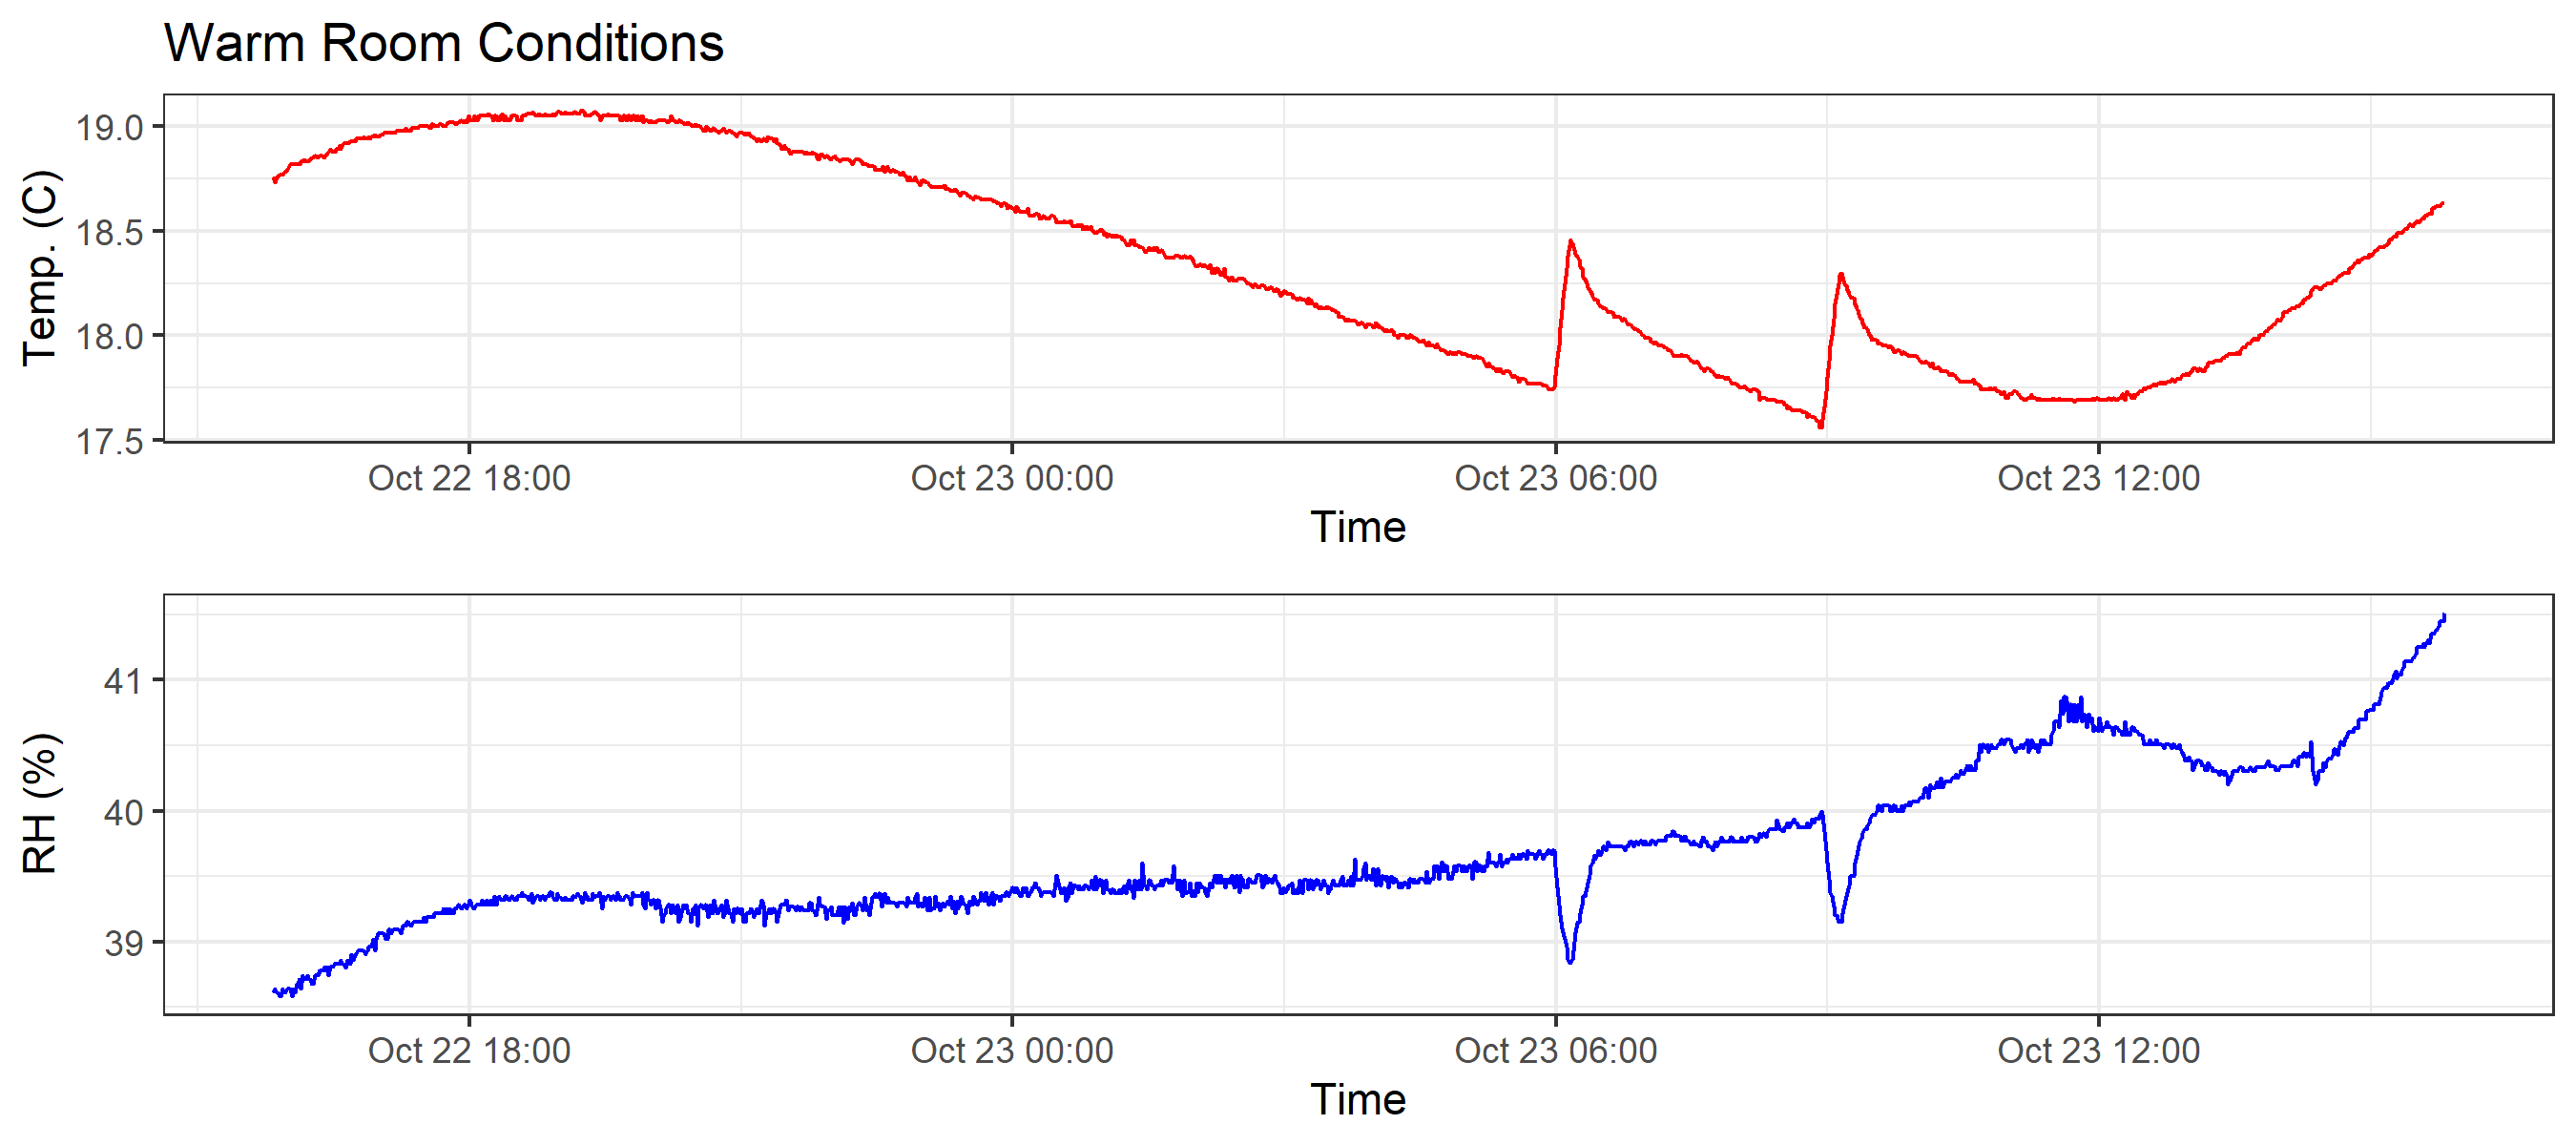 Warm Room Conditions
Temp. (C)
19.0
18.5
18.0
17.5
Oct 22 18:00 Oct 23 00:00 Oct 23 06:00 Oct 23 12:00
Time
RH (%)
41
40
39
Oct 22 18:00 Oct 23 00:00 Oct 23 06:00 Oct 23 12:00
Time